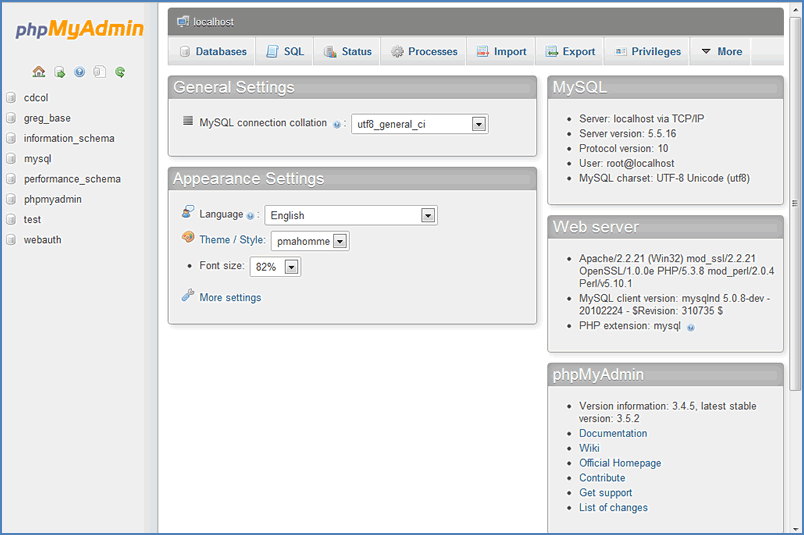 phpMyAdmin
cdcol
greg_base
information_schema
mysql
performance_schema
phpmyadmin
test
webauth
localhost
Databases SQL Status Processes Import Export Privileges More
General Settings
MySQL connection collation : utf8_general_ci
Appearance Settings
Language : English
Theme / Style: pmahomme
Font size: 82%
More settings
MySQL
Server: localhost via TCP/IP
Server version: 5.5.16
Protocol version: 10
User: root@localhost
MySQL charset: UTF-8 Unicode (utf8)
Web server
Apache/2.2.21 (Win32) mod_ssl/2.2.21
OpenSSL/1.0.0e PHP/5.3.8 mod_perl/2.0.4
Perl/v5.10.1
MySQL client version: mysqlnd 5.0.8-dev -
20102224 - $Revision: 310735 $
PHP extension: mysql
phpMyAdmin
Version information: 3.4.5, latest stable
version: 3.5.2
Documentation
Wiki
Official Homepage
Contribute
Get support
List of changes